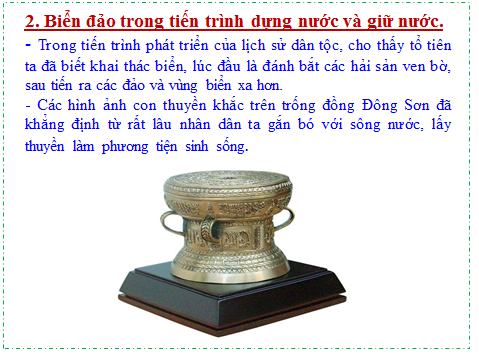 2. Biển đảo trong tiến trình dựng nước và giữ nước.
- Trong tiến trình phát triển của lịch sử dân tộc, cho thấy tổ tiên
ta đã biết khai thác biển, lúc đầu là đánh bắt các hải sản ven bờ,
sau tiến ra các đảo và vùng biển xa hơn.
- Các hình ảnh con thuyền khắc trên trống đồng Đông Sơn đã
khẳng định từ rất lâu nhân dân ta gắn bó với sông nước, lấy
thuyền làm phương tiện sinh sống.